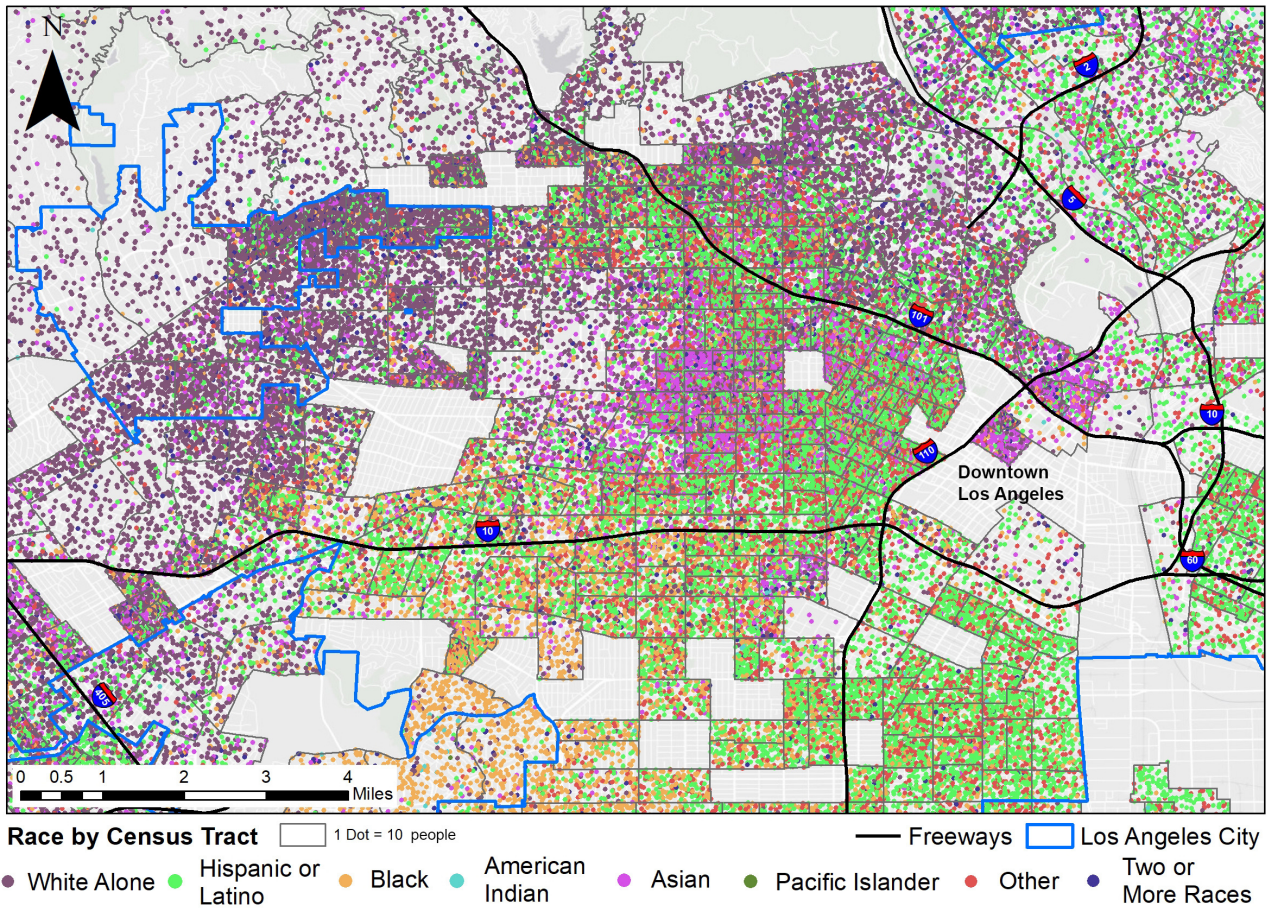 N
2
5
101
10
110
Downtown
Los Angeles
10
60
405
0 0.5 1 2 3 4
Miles
Race by Census Tract
1 Dot = 10 people
Freeways
Los Angeles City
White Alone
Hispanic or
Latino
Black
American
Indian
Asian
Pacific Islander
Other
Two or
More Races